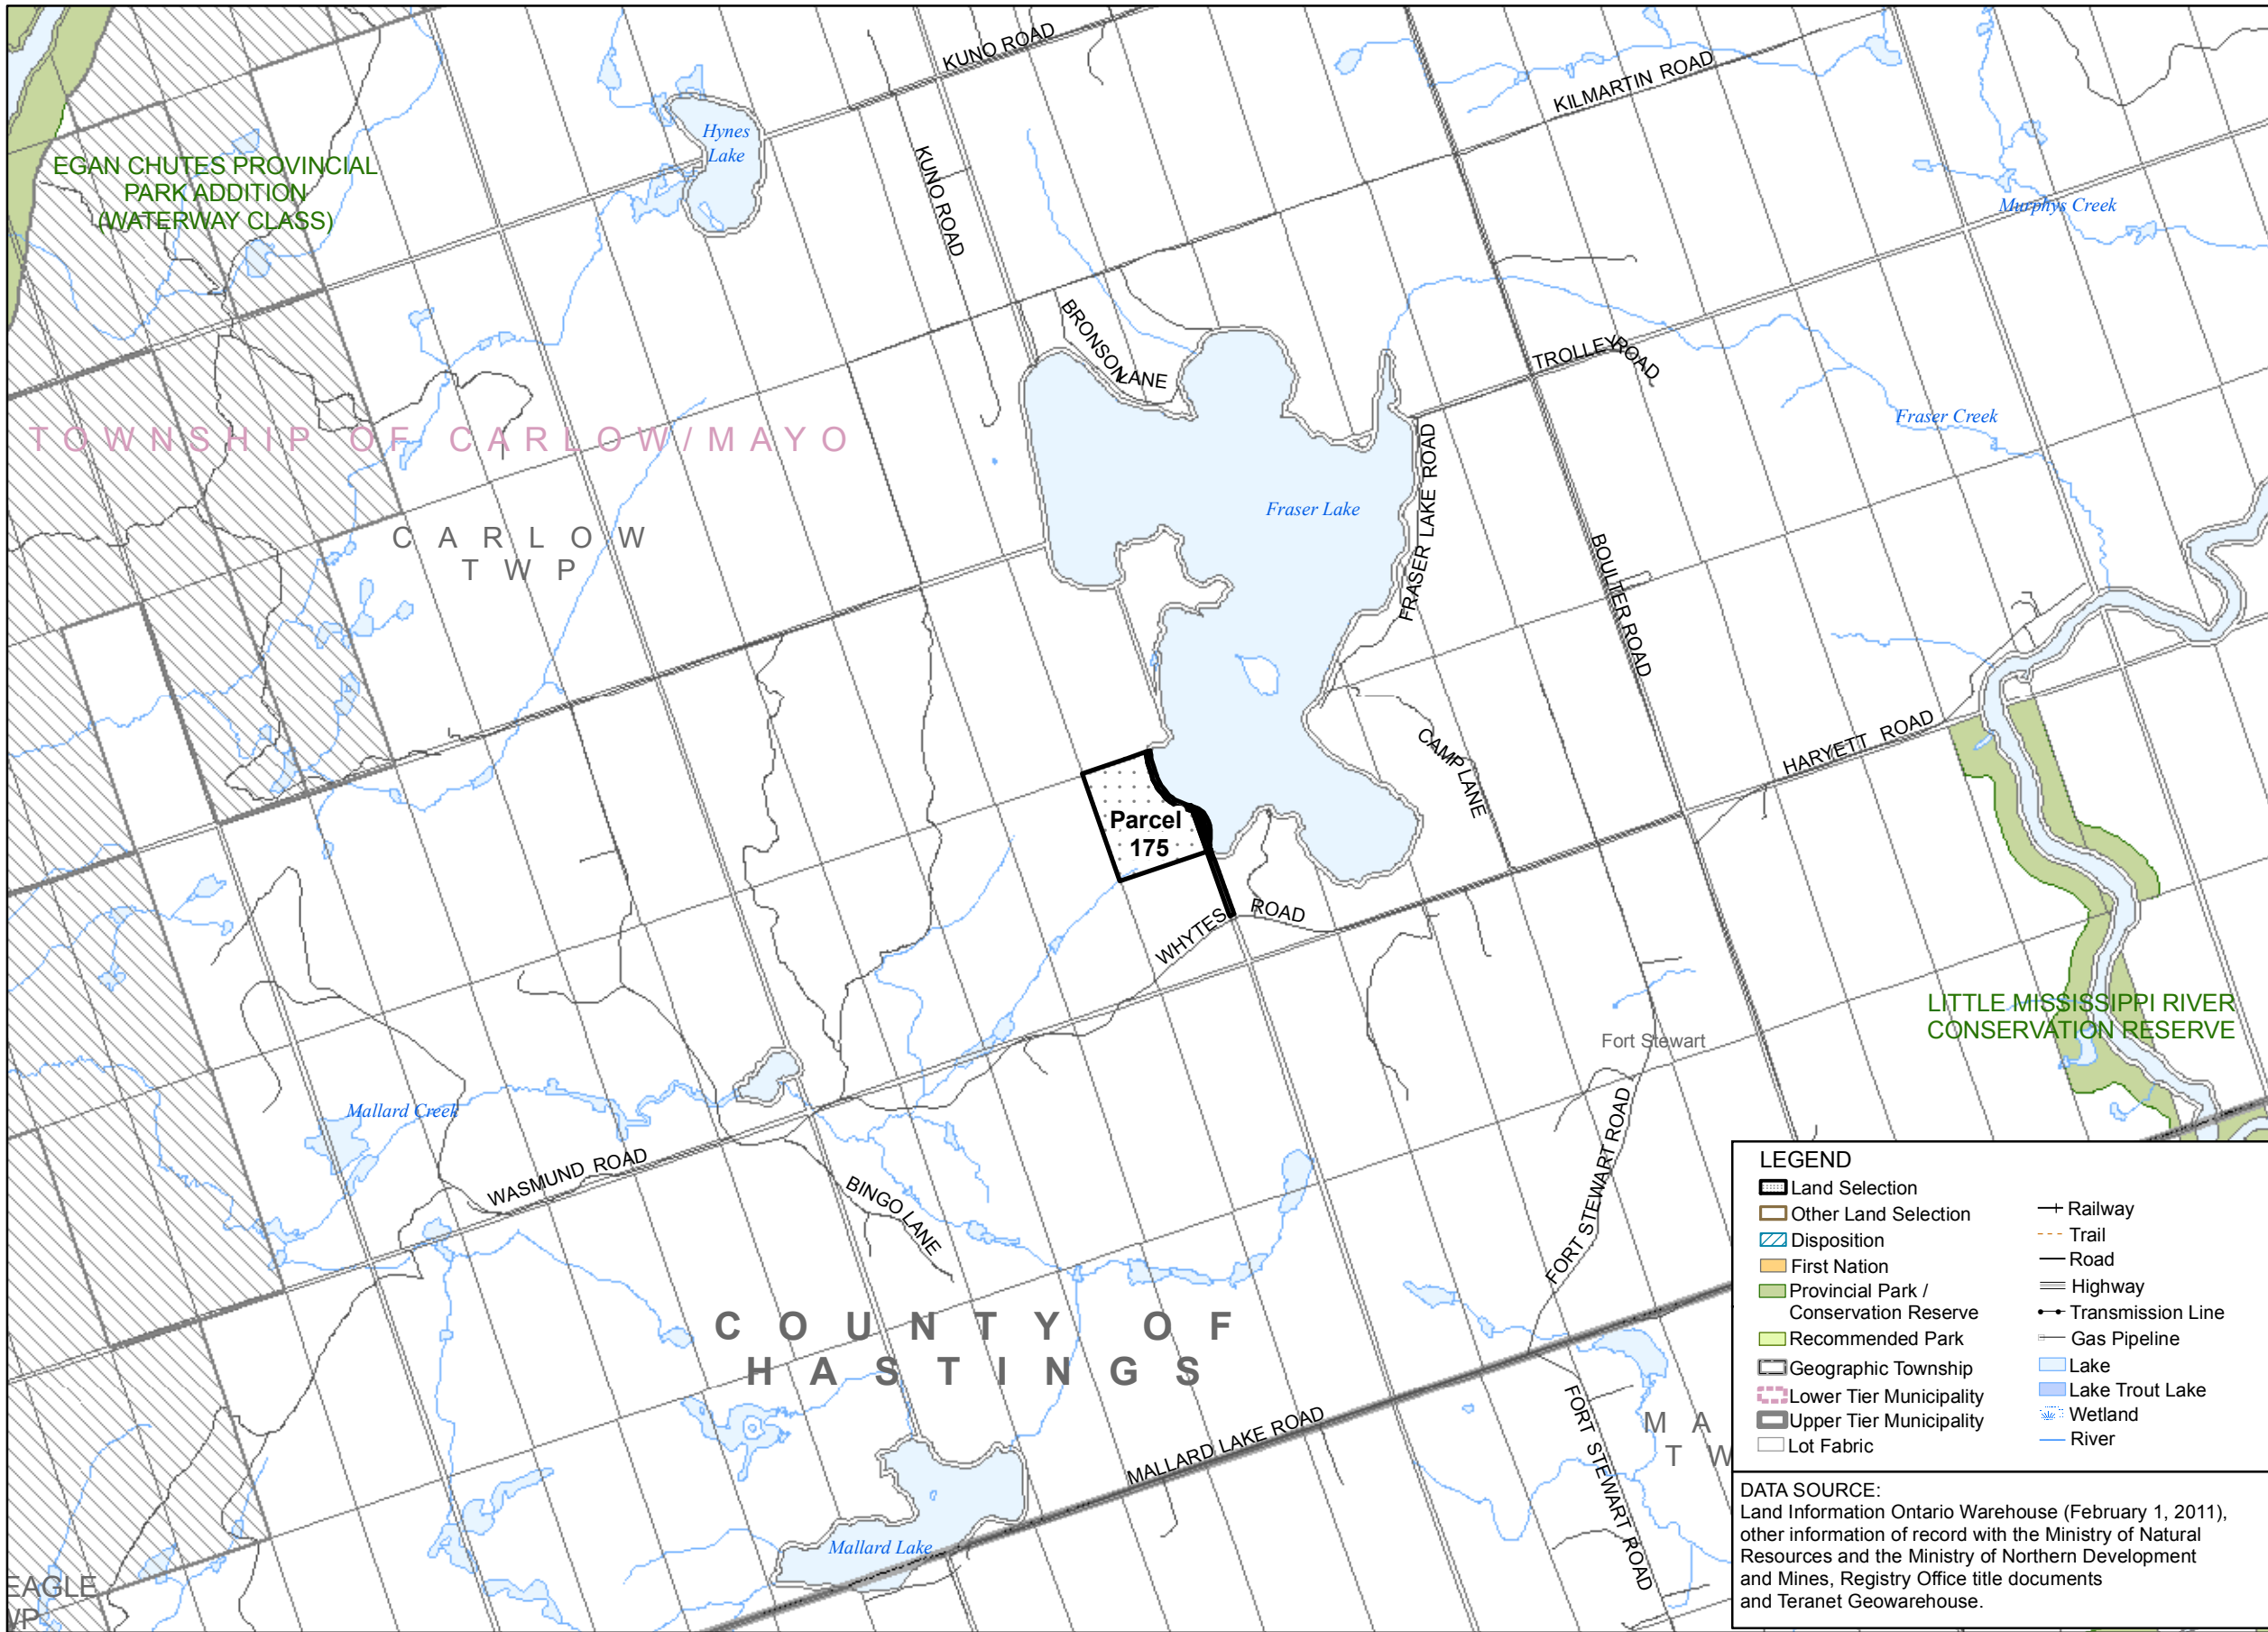 KUNO ROAD
KILMARTIN ROAD
Hynes
Lake
EGAN CHUTES PROVINCIAL
PARK ADDITION
(WATERWAY CLASS)
KUNO ROAD
Murphys Creek
BRONSON LANE
TROLLEY ROAD
Fraser Creek
TOWNSHIP OF CARLOW/MAYO
Fraser Lake
FRASER LAKE ROAD
CARLOW
TWP
BOULTER ROAD
HARYETT ROAD
CAMP LANE
Parcel
175
WHYTES ROAD
LITTLE MISSISSIPPI RIVER
CONSERVATION RESERVE
Fort Stewart
Mallard Creek
WASMUND ROAD
BINGO LANE
FORT STEWART ROAD
COUNTY OF
HASTINGS
MALLARD LAKE ROAD
FORT STEWART ROAD
MA
TW
Mallard Lake
EAGLE
WP
LEGEND
Land Selection
Other Land Selection
Disposition
First Nation
Provincial Park /
Conservation Reserve
Recommended Park
Geographic Township
Lower Tier Municipality
Upper Tier Municipality
Lot Fabric
Railway
Trail
Road
Highway
Transmission Line
Gas Pipeline
Lake
Lake Trout Lake
Wetland
River
DATA SOURCE:
Land Information Ontario Warehouse (February 1, 2011),
other information of record with the Ministry of Natural
Resources and the Ministry of Northern Development
and Mines, Registry Office title documents
and Teranet Geowarehouse.